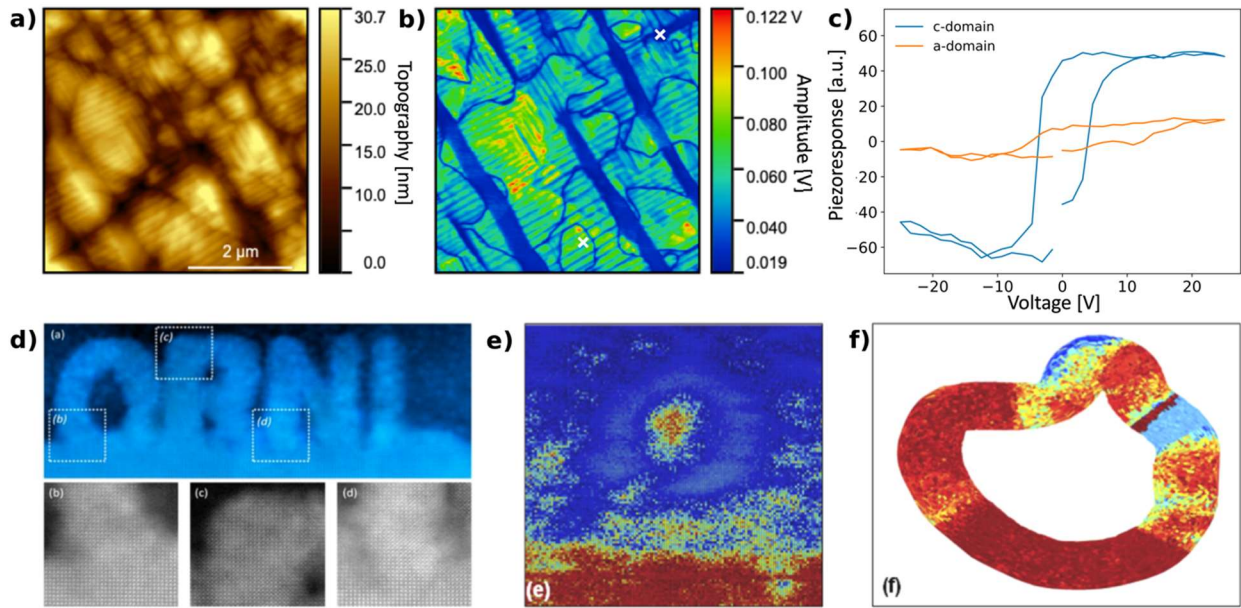 a)
30.7
25.0
20.0
15.0
10.0
0.0
Topography [nm]
2 μm
b)
0.122 V
0.100
0.080
0.060
0.040
0.019
Amplitude [V]
c)
60
40
20
0
−20
−40
−60
Piezoresponse [a.u.]
c-domain
a-domain
−20
−10
0
10
20
Voltage [V]
d)
(a)
(c)
(b)
(d)
(b)
(c)
(d)
e)
(e)
f)
(f)